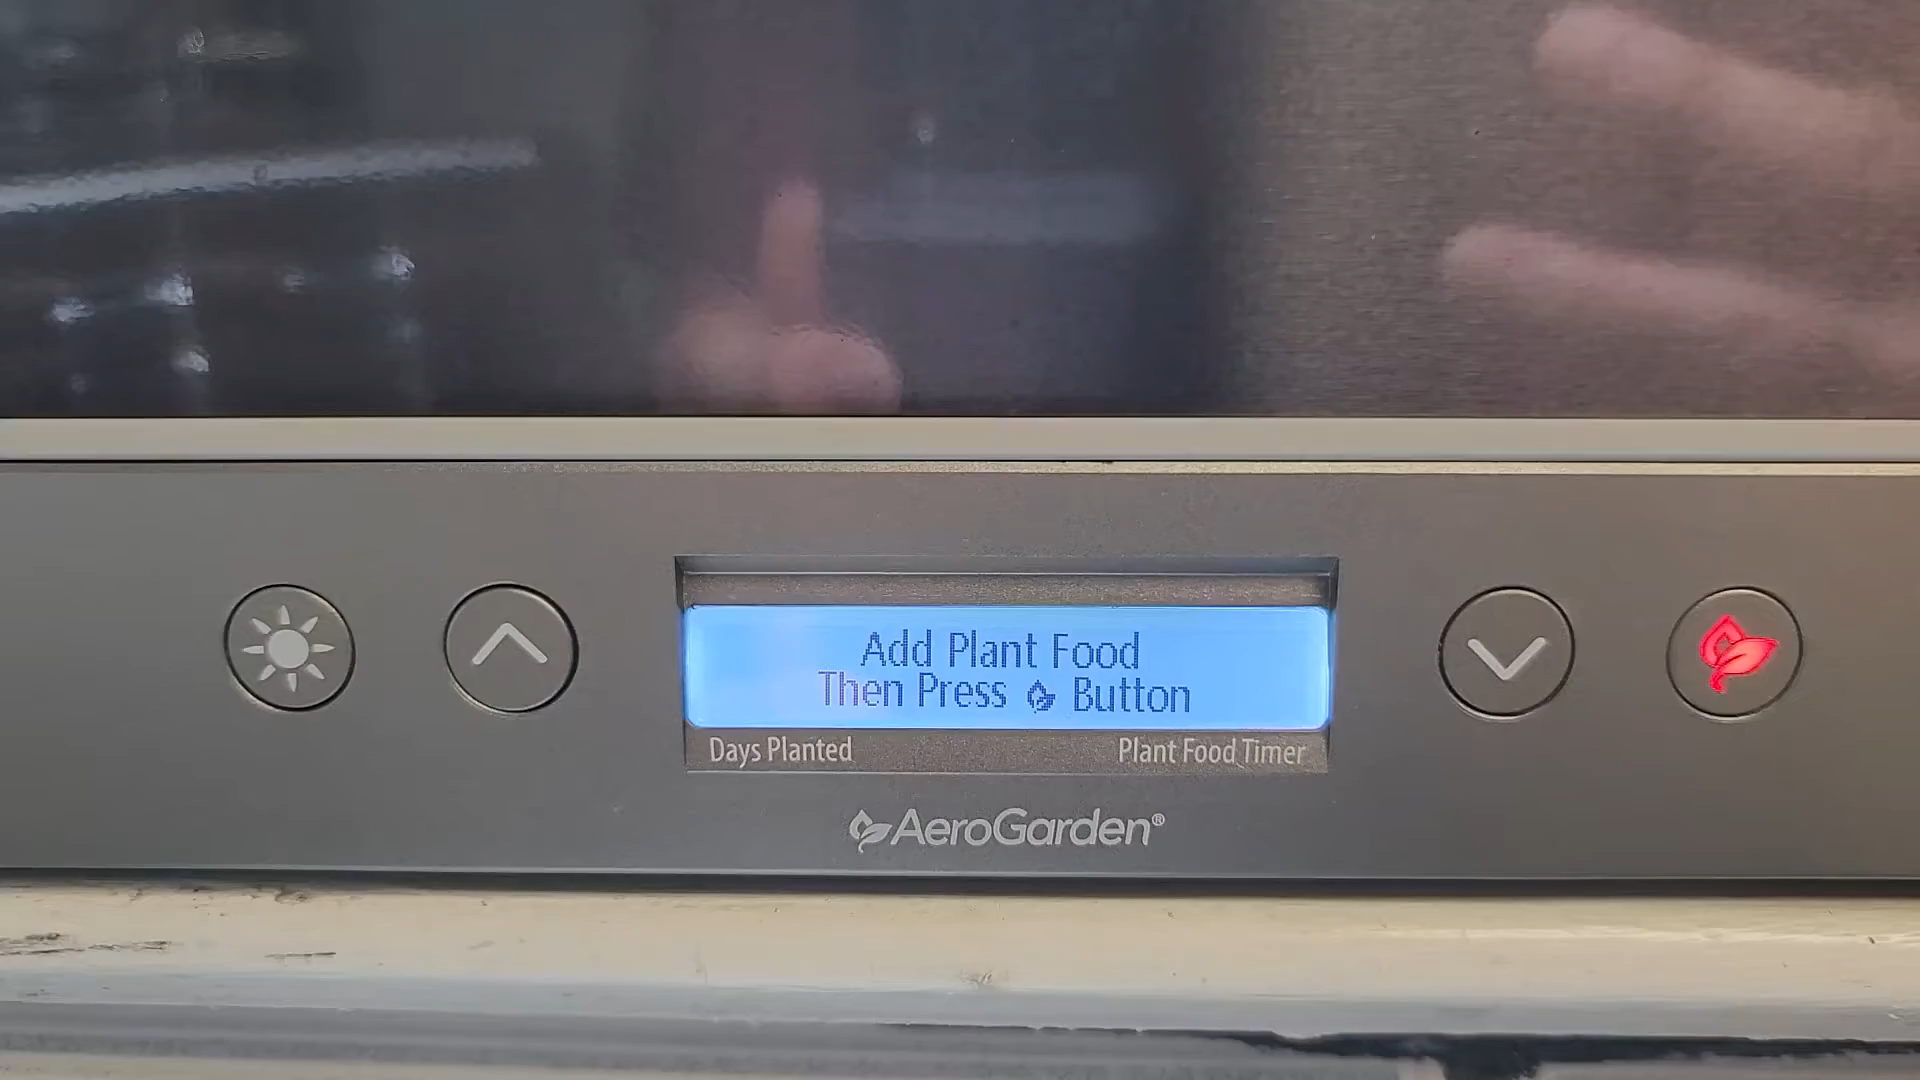 Add Plant Food
Then Press Button
Days Planted
Plant Food Timer
AeroGarden®